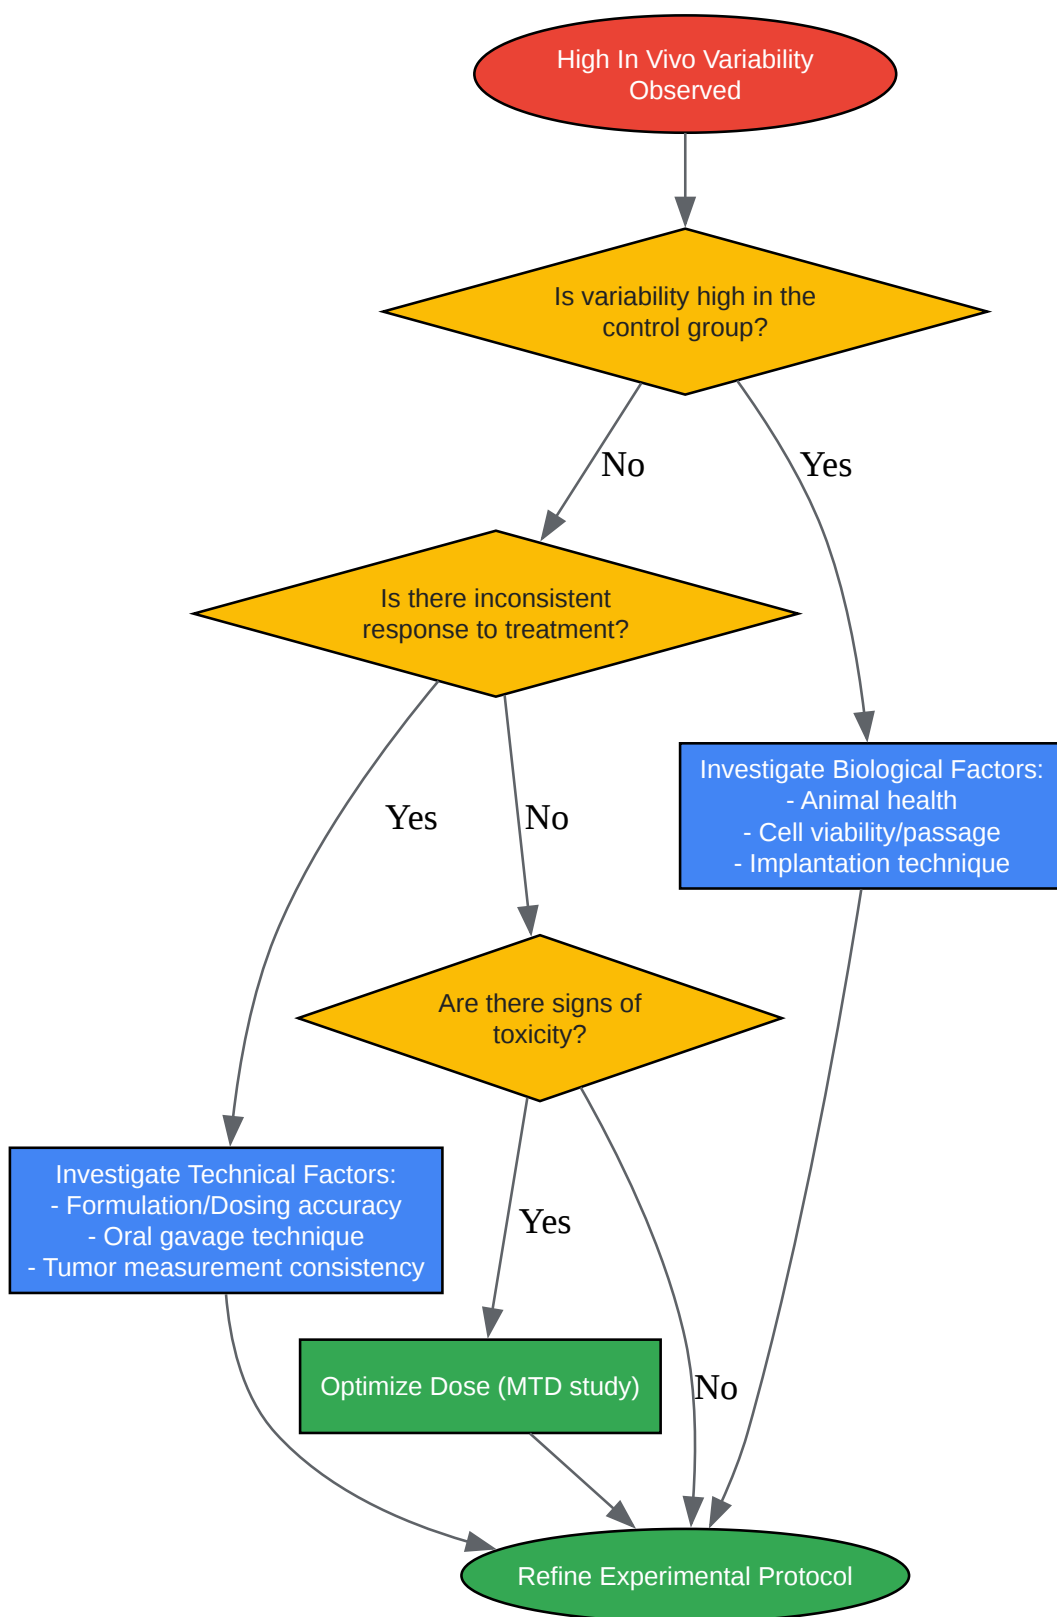 High In Vivo Variability
Observed
Is variability high in the
control group?
No
Yes
Is there inconsistent
response to treatment?
Yes
No
Investigate Biological Factors:
- Animal health
- Cell viability/passage
- Implantation technique
Are there signs of
toxicity?
Investigate Technical Factors:
- Formulation/Dosing accuracy
- Oral gavage technique
- Tumor measurement consistency
Yes
No
Optimize Dose (MTD study)
Refine Experimental Protocol